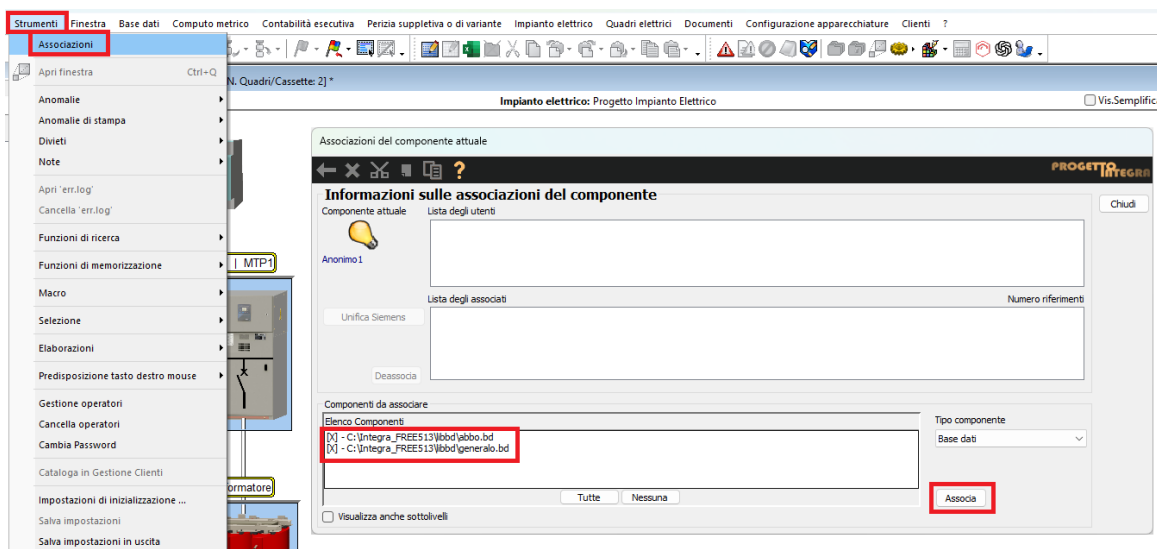 Strumenti Finestra Base dati Computo metrico Contabilità esecutiva Perizia suppletiva o di variante Impianto elettrico Quadri elettrici Documenti Configurazione apparecchiature Clienti ?
Associazioni
Apri finestra Ctrl+Q
N. Quadri/Cassette: 2] *
Anomalie
Impianto elettrico: Progetto Impianto Elettrico
Vis.Semplific
Anomalie di stampa
Divieti
Associazioni del componente attuale
Note
PROGETTO INTEGRA
Apri 'err.log'
Informazioni sulle associazioni del componente
Chiudi
Cancella 'err.log'
Componente attuale
Lista degli utenti
Funzioni di ricerca
Anonimo1
Funzioni di memorizzazione
| MTP1
Macro
Lista degli associati
Numero riferimenti
Selezione
Unifica Siemens
Elaborazioni
Predisposizione tasto destro mouse
Deassocia
Gestione operatori
Componenti da associare
Cancella operatori
Elenco Componenti
Tipo componente
[X] - C:\Integra_FREE513\libbd\abbo.bd
Base dati
Cambia Password
[X] - C:\Integra_FREE513\libbd\generalo.bd
Cataloga in Gestione Clienti
ormatore
Impostazioni di inizializzazione ...
Tutte
Nessuna
Associa
Salva impostazioni
Visualizza anche sottolivelli
Salva impostazioni in uscita